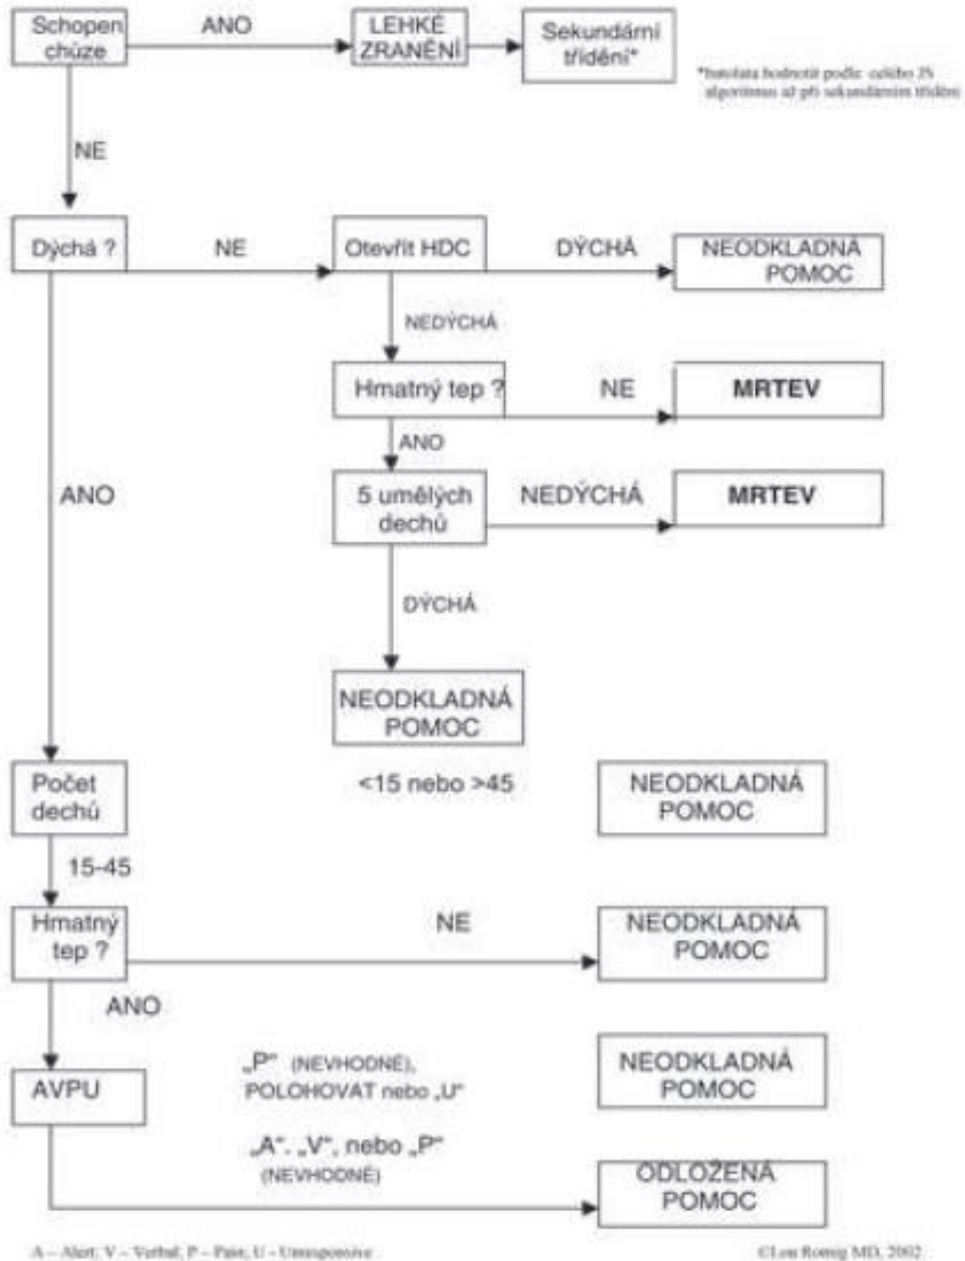 Schopen
chůze
ANO
LEHKÉ
ZRANĚNÍ
Sekundární
třídění*
hodnotit podle celého JS
algoritmus až při sekundárním třídění
NE
Dýchá ?
NE
Otevřít HDC
DÝCHÁ
NEODKLADNÁ
POMOC
NEDÝCHÁ
Hmatný tep ?
NE
MRTEV
ANO
ANO
5 umělých
dechů
NEDÝCHÁ
MRTEV
DÝCHÁ
NEODKLADNÁ
POMOC
Počet
dechů
<15 nebo >45
NEODKLADNÁ
POMOC
15-45
Hmatný
tep ?
NE
NEODKLADNÁ
POMOC
ANO
AVPU
„P“ (NEVHODNÉ),
POLOHOVAT nebo „U“
NEODKLADNÁ
POMOC
„A“. „V“, nebo „P“
(NEVHODNÉ)
ODLOŽENÁ
POMOC
A – Alert, V – Verbal, P – Pain, U - Unresponsive
©Lou Romig MD, 2002